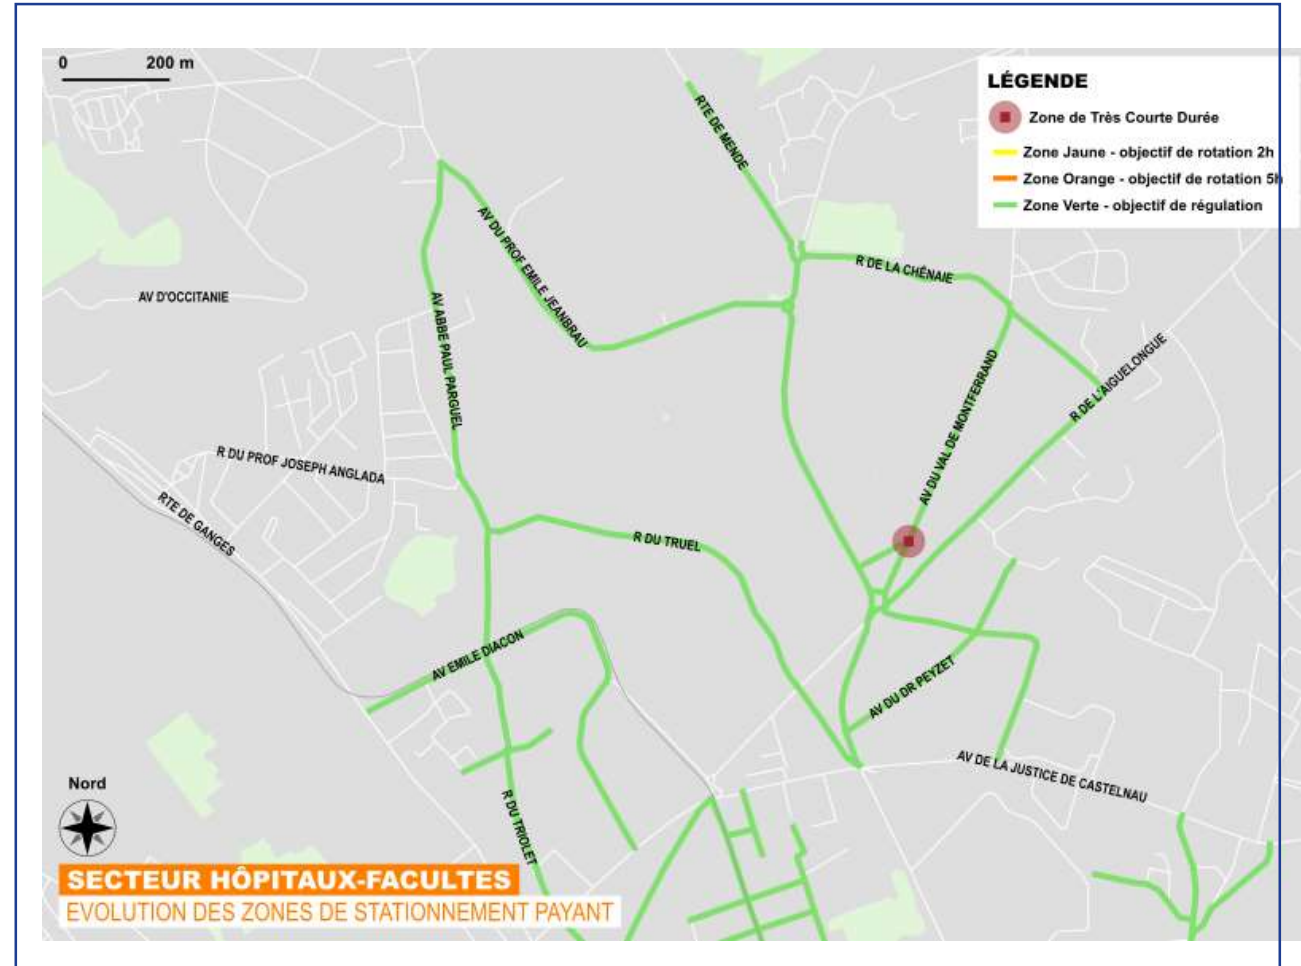 0 200 m
LÉGENDE
Zone de Très Courte Durée
Zone Jaune - objectif de rotation 2h
Zone Orange - objectif de rotation 5h
Zone Verte - objectif de régulation
RTE DE MENDE
AV DU PROF EMILE JEANBRAU
R DE LA CHÊNAIE
AV D'OCCITANIE
AV ABBE PAUL PARGUEL
AV DU VAL DE MONTFERRAND
R DE L'AIGUELONGUE
R DU PROF JOSEPH ANGLADA
RTE DE GANGES
R DU TRUEL
AV EMILE DIACON
AV DU DR PEYZET
AV DE LA JUSTICE DE CASTELNAU
R DU TRIOLET
Nord
SECTEUR HÔPITAUX-FACULTES
EVOLUTION DES ZONES DE STATIONNEMENT PAYANT